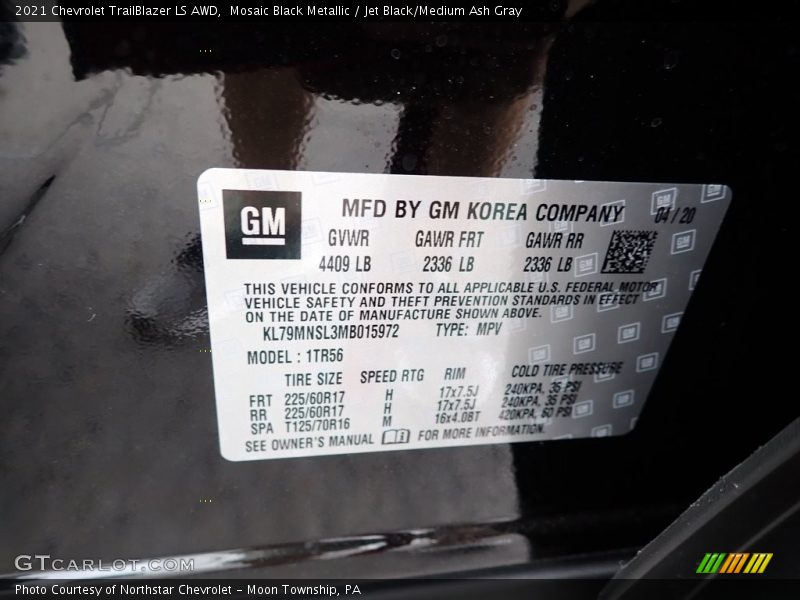 2021 Chevrolet TrailBlazer LS AWD, Mosaic Black Metallic / Jet Black/Medium Ash Gray
GM
MFD BY GM KOREA COMPANY 04/20
GVWR GAWR FRT GAWR RR
4409 LB 2336 LB 2336 LB
THIS VEHICLE CONFORMS TO ALL APPLICABLE U.S. FEDERAL MOTOR
VEHICLE SAFETY AND THEFT PREVENTION STANDARDS IN EFFECT
ON THE DATE OF MANUFACTURE SHOWN ABOVE.
KL79MNSL3MB015972 TYPE: MPV
MODEL : 1TR56
TIRE SIZE SPEED RTG RIM COLD TIRE PRESSURE
FRT 225/60R17 H 17x7.5J 240KPA, 35 PSI
RR 225/60R17 H 17x7.5J 240KPA, 35 PSI
SPA T125/70R16 M 16x4.0BT 420KPA, 60 PSI
SEE OWNER'S MANUAL FOR MORE INFORMATION.
GTCARLOT.COM
Photo Courtesy of Northstar Chevrolet - Moon Township, PA